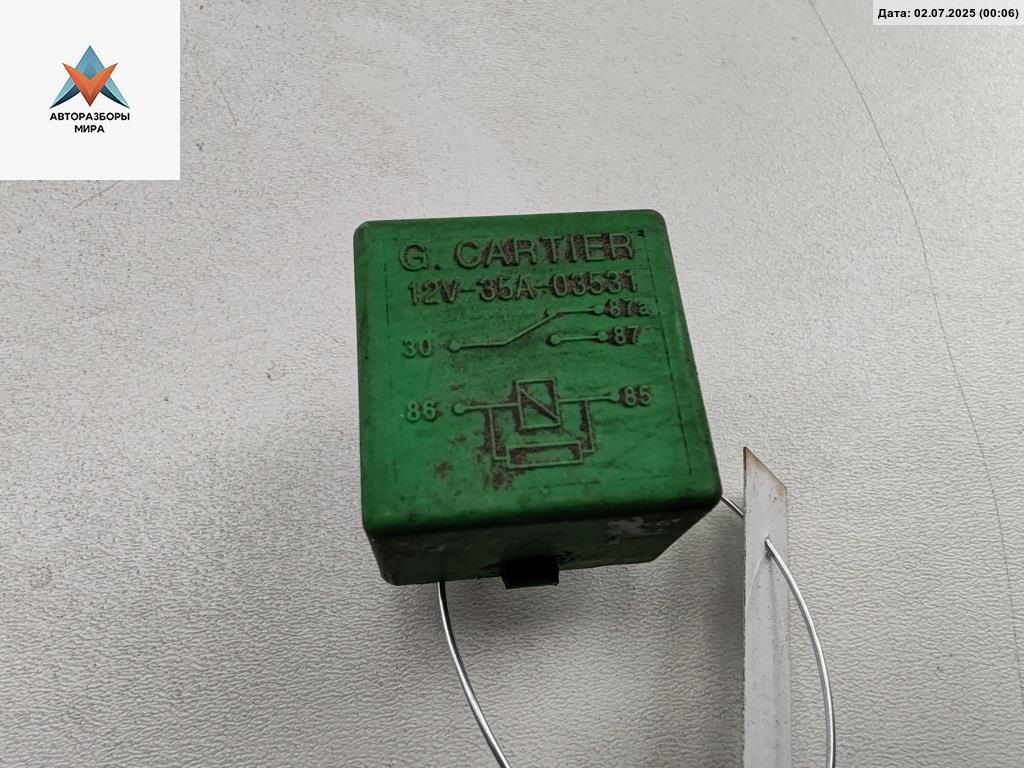 Дата: 02.07.2025 (00:06)
АВТОРАЗБОРЫ
МИРА
G. CARTIER
12V-35A-03531
87a
30 87
86 85